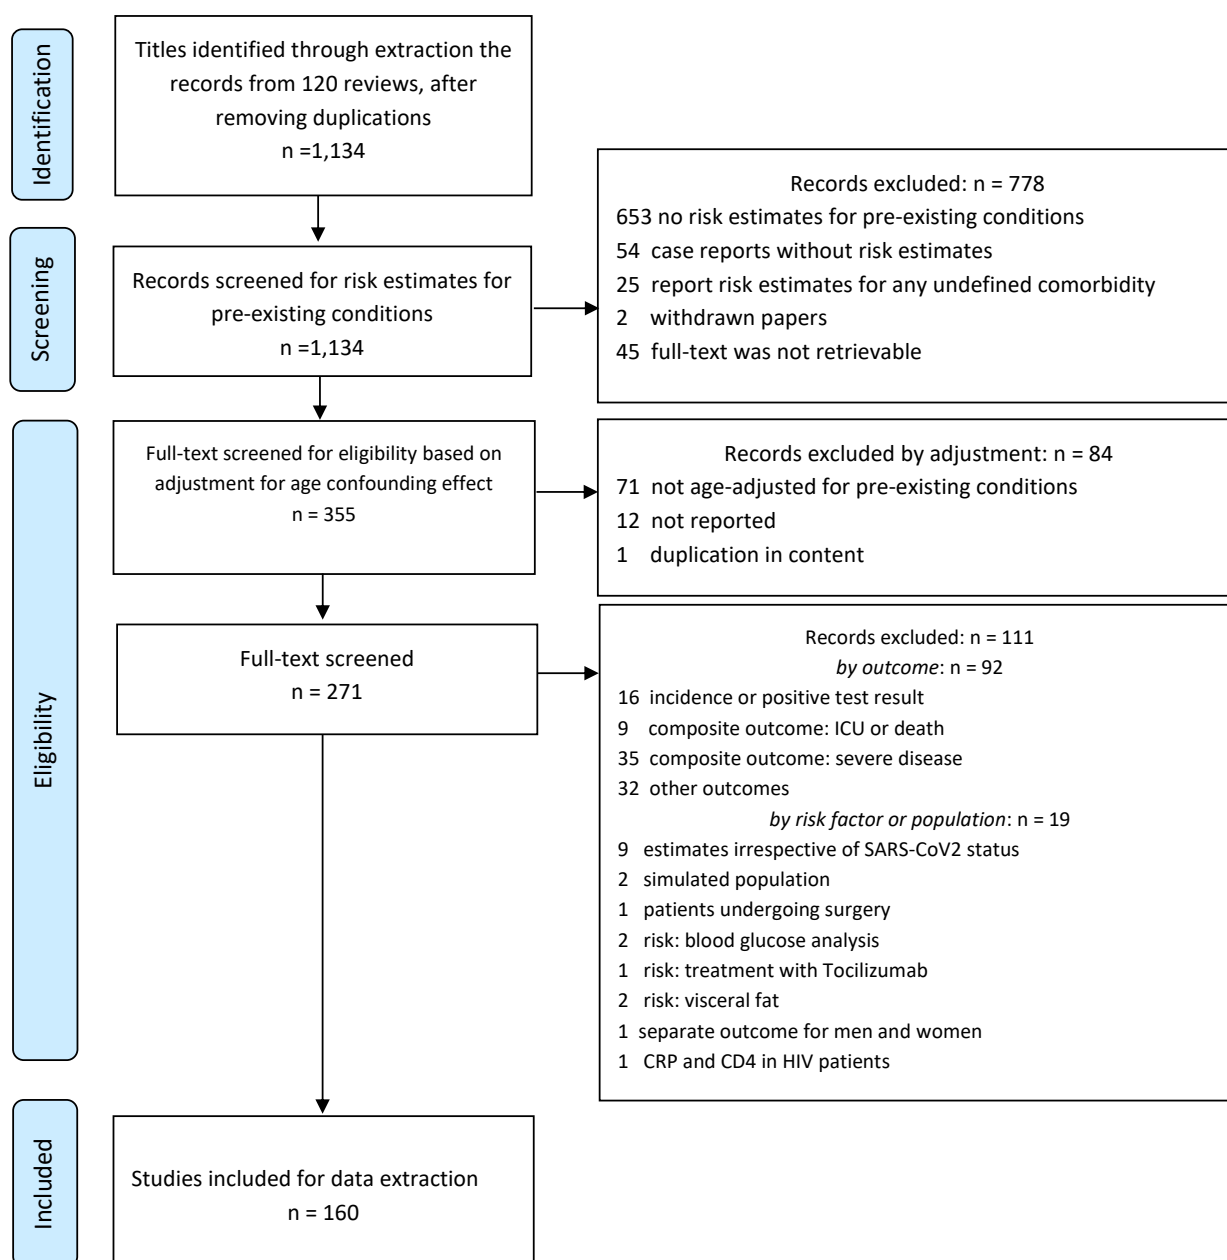 Identification
Titles identified through extraction the
records from 120 reviews, after
removing duplications
n =1,134
Records excluded: n = 778
653 no risk estimates for pre-existing conditions
54 case reports without risk estimates
25 report risk estimates for any undefined comorbidity
2 withdrawn papers
45 full-text was not retrievable
Screening
Records screened for risk estimates for
pre-existing conditions
n =1,134
Eligibility
Full-text screened for eligibility based on
adjustment for age confounding effect
n = 355
Records excluded by adjustment: n = 84
71 not age-adjusted for pre-existing conditions
12 not reported
1 duplication in content
Full-text screened
n = 271
Records excluded: n = 111
by outcome: n = 92
16 incidence or positive test result
9 composite outcome: ICU or death
35 composite outcome: severe disease
32 other outcomes
by risk factor or population: n = 19
9 estimates irrespective of SARS-CoV2 status
2 simulated population
1 patients undergoing surgery
2 risk: blood glucose analysis
1 risk: treatment with Tocilizumab
2 risk: visceral fat
1 separate outcome for men and women
1 CRP and CD4 in HIV patients
Included
Studies included for data extraction
n = 160